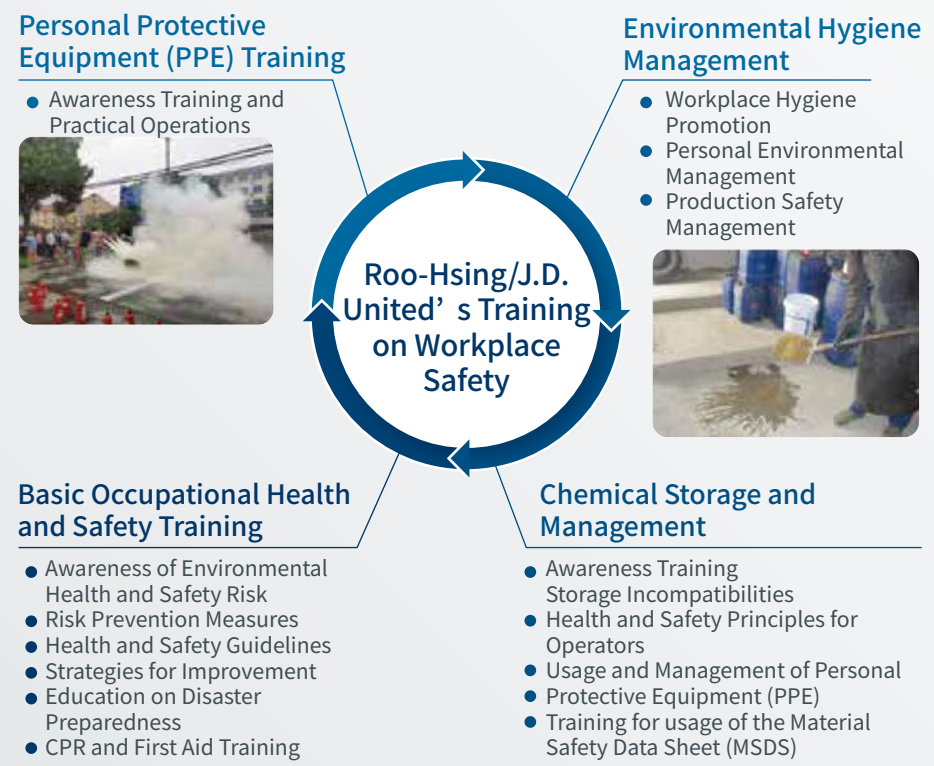 Personal Protective
Equipment (PPE) Training
• Awareness Training and
Practical Operations
Environmental Hygiene
Management
• Workplace Hygiene
Promotion
• Personal Environmental
Management
• Production Safety
Management
Roo-Hsing/J.D.
United’ s Training
on Workplace
Safety
Basic Occupational Health
and Safety Training
• Awareness of Environmental
Health and Safety Risk
• Risk Prevention Measures
• Health and Safety Guidelines
• Strategies for Improvement
• Education on Disaster
Preparedness
• CPR and First Aid Training
Chemical Storage and
Management
• Awareness Training
Storage Incompatibilities
• Health and Safety Principles for
Operators
• Usage and Management of Personal
• Protective Equipment (PPE)
• Training for usage of the Material
Safety Data Sheet (MSDS)